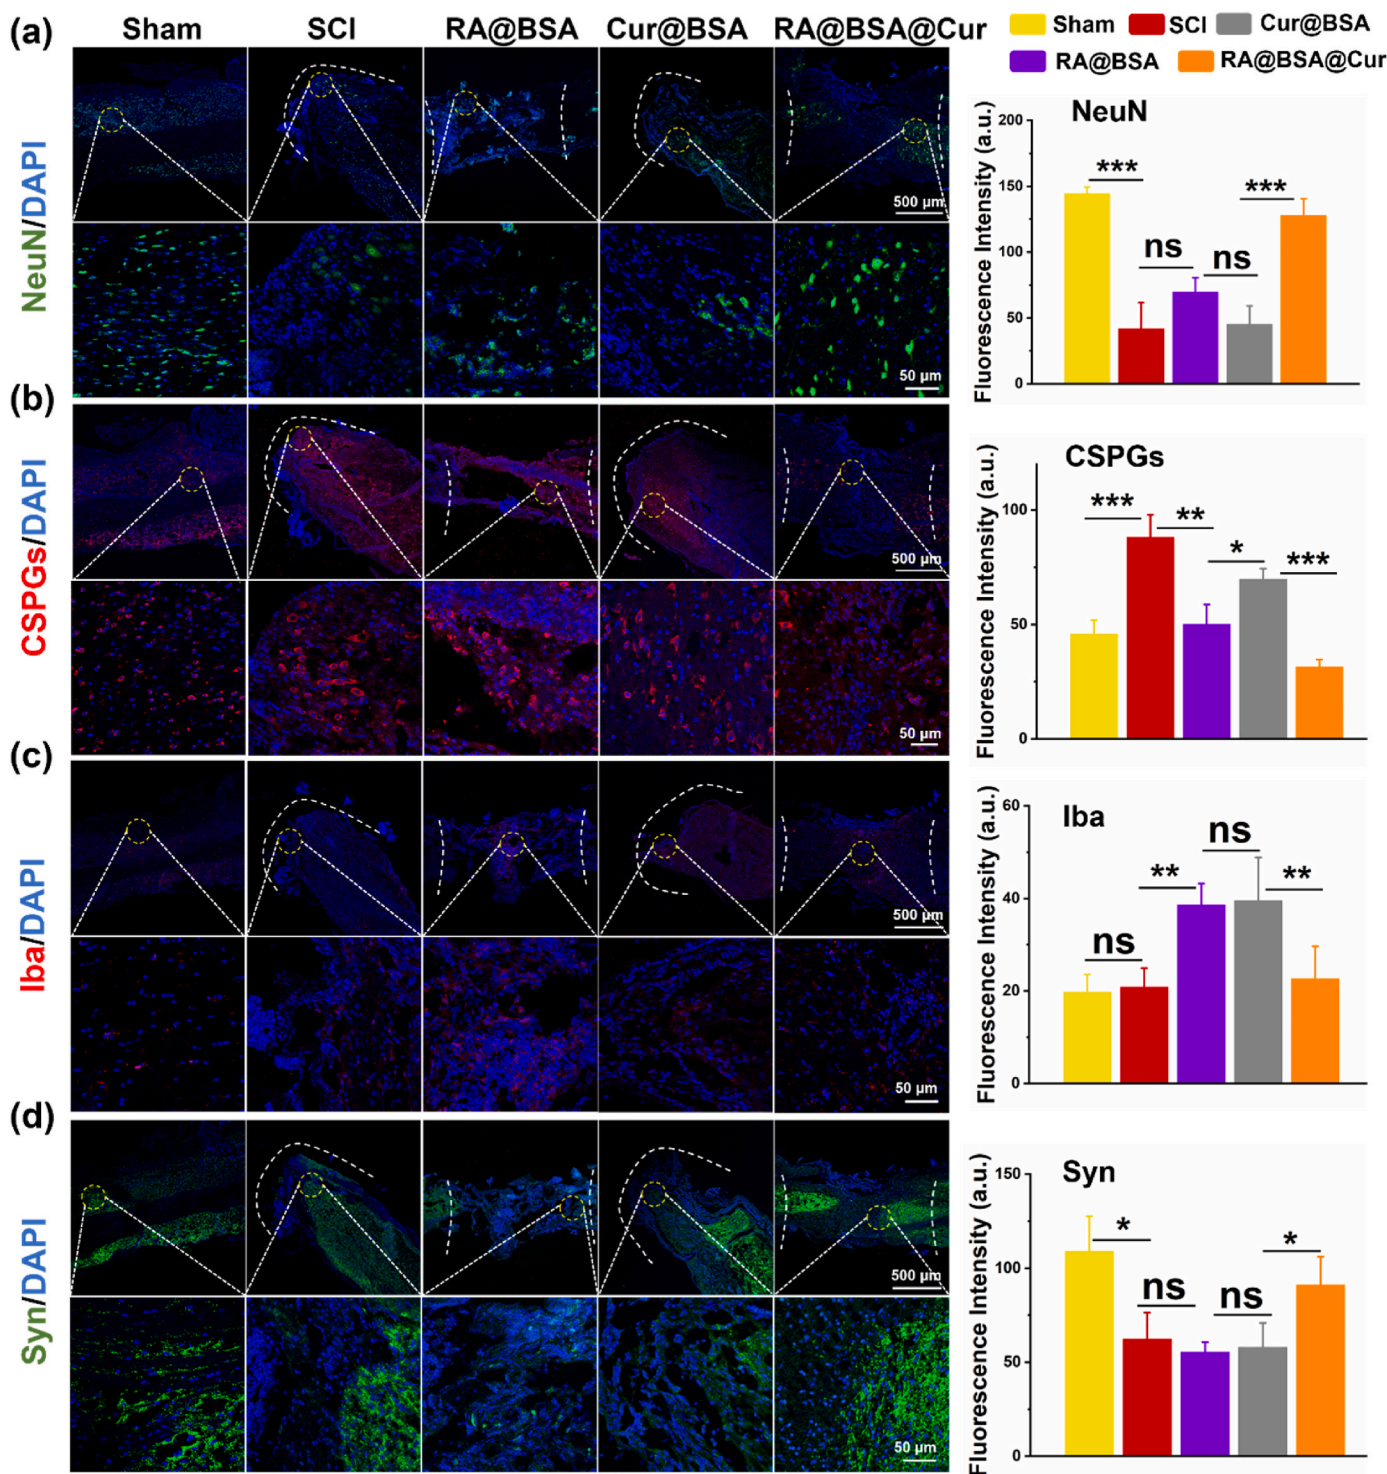 (a) Sham SCI RA@BSA Cur@BSA RA@BSA@Cur
Sham SCI Cur@BSA
RA@BSA RA@BSA@Cur
NeuN/DAPI
500 µm
50 µm
NeuN
Fluorescence Intensity (a.u.)
200
150
100
50
0
***
ns
ns
***
(b)
CSPGs/DAPI
500 µm
50 µm
CSPGs
Fluorescence Intensity (a.u.)
100
50
0
***
**
*
***
(c)
Iba/DAPI
500 µm
50 µm
Iba
Fluorescence Intensity (a.u.)
60
40
20
0
ns
**
ns
**
(d)
Syn/DAPI
500 µm
50 µm
Syn
Fluorescence Intensity (a.u.)
150
100
50
0
*
ns
ns
*